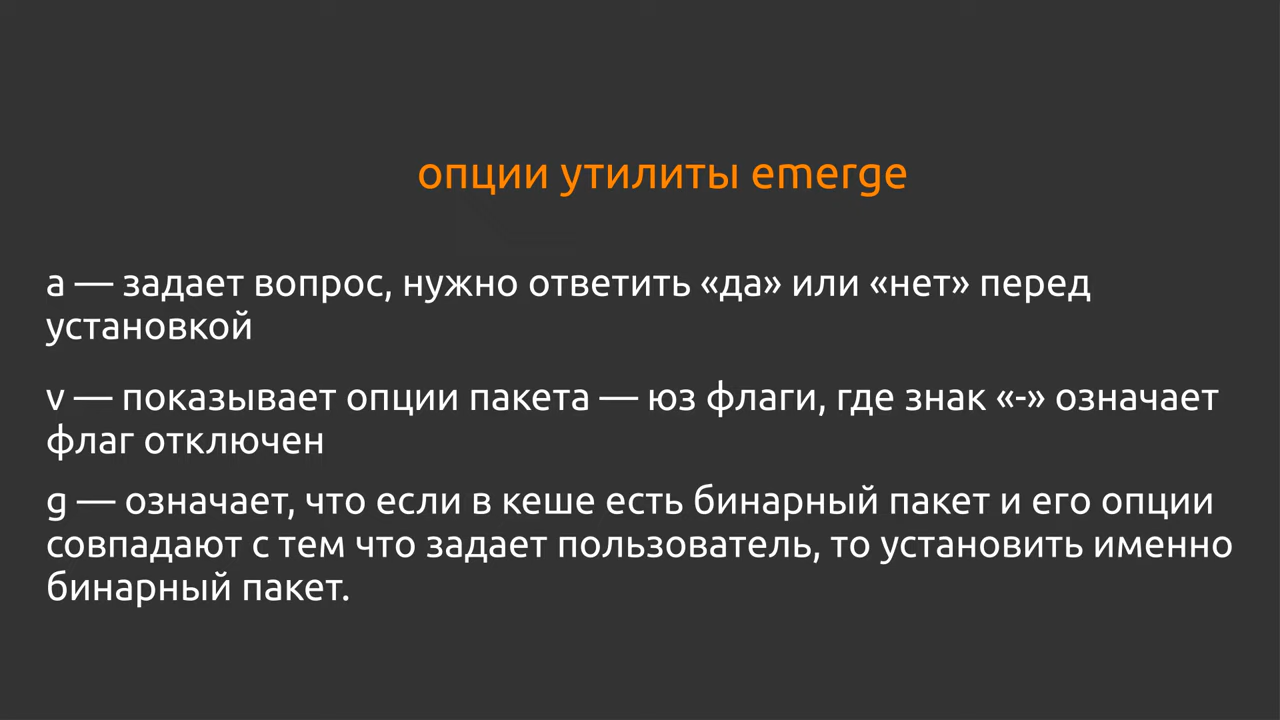 опции утилиты emerge
a — задает вопрос, нужно ответить «да» или «нет» перед
установкой
v — показывает опции пакета — юз флаги, где знак «-» означает
флаг отключен
g — означает, что если в кеше есть бинарный пакет и его опции
совпадают с тем что задает пользователь, то установить именно
бинарный пакет.